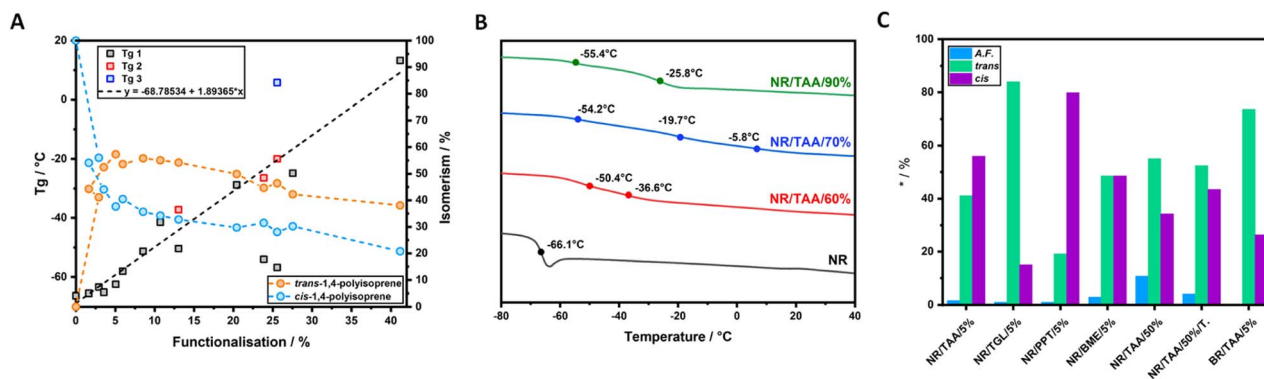 A
20
0
-20
-40
-60
Tg / °C
0
5
10
15
20
25
30
35
40
Functionalisation / %
100
90
80
70
60
50
40
30
20
10
0
Isomerism / %
Tg 1
Tg 2
Tg 3
y = -68.78534 + 1.89365*x
trans-1,4-polyisoprene
cis-1,4-polyisoprene
B
-55.4°C
-25.8°C
NR/TAA/90%
-54.2°C
-19.7°C
-5.8°C
NR/TAA/70%
-50.4°C
-36.6°C
NR/TAA/60%
-66.1°C
NR
-80
-60
-40
-20
0
20
40
Temperature / °C
C
A.F.
trans
cis
100
80
60
40
20
0
* / %
NR/TAA/5%
NR/TGL/5%
NR/PPT/5%
NR/BME/5%
NR/TAA/50%
NR/TAA/50%/T.
BR/TAA/5%